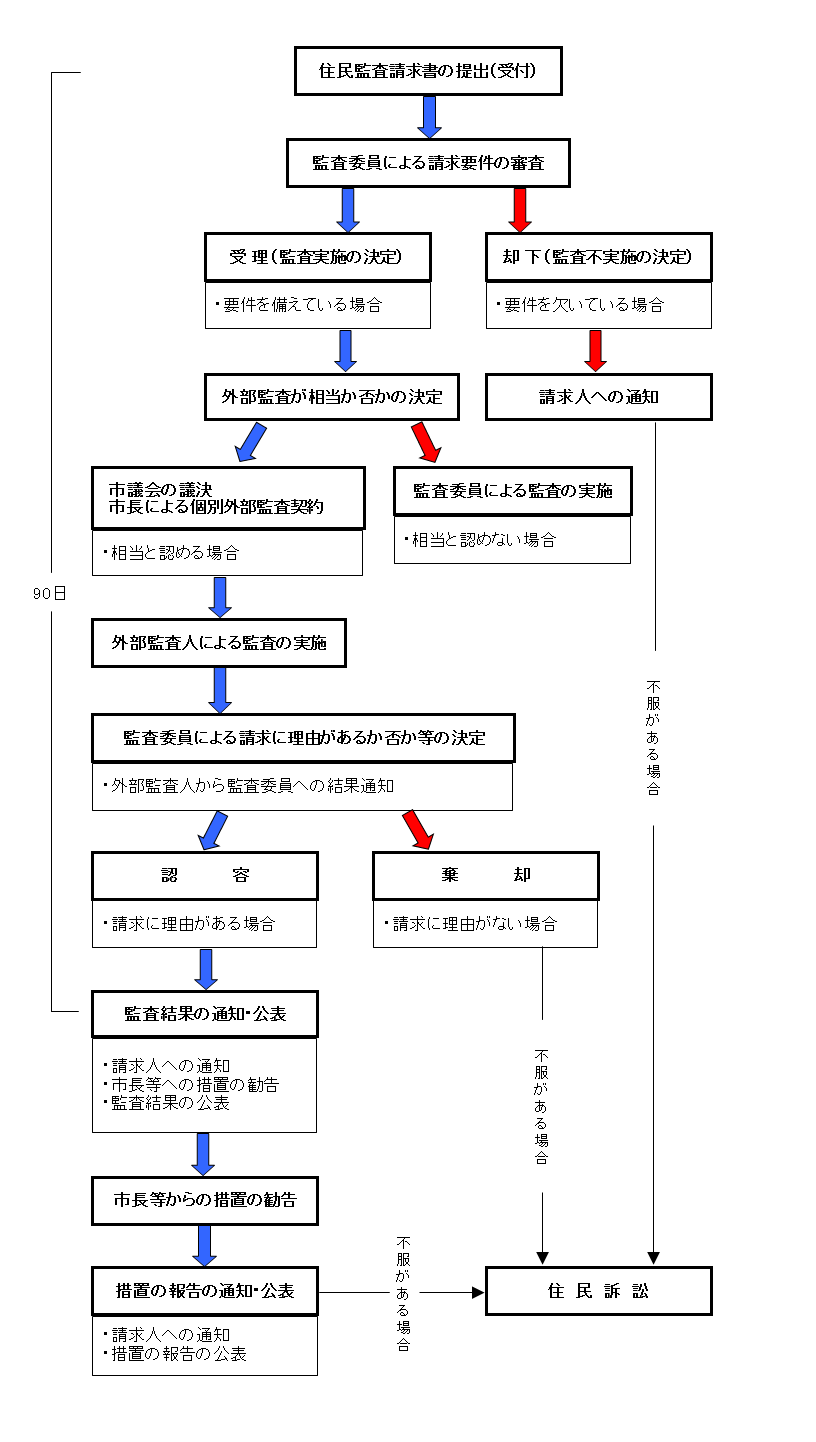 住民監査請求書の提出(受付)
監査委員による請求要件の審査
受 理(監査実施の決定)
・要件を備えている場合
却 下(監査不実施の決定)
・要件を欠いている場合
外部監査が相当か否かの決定
請求人への通知
市議会の議決
市長による個別外部監査契約
・相当と認める場合
監査委員による監査の実施
・相当と認めない場合
90日
外部監査人による監査の実施
不服がある場合
監査委員による請求に理由があるか否か等の決定
・外部監査人から監査委員への結果通知
認 容
・請求に理由がある場合
棄 却
・請求に理由がない場合
監査結果の通知・公表
・請求人への通知
・市長等への措置の勧告
・監査結果の公表
不服がある場合
市長等からの措置の勧告
措置の報告の通知・公表
・請求人への通知
・措置の報告の公表
不服がある場合
住 民 訴 訟